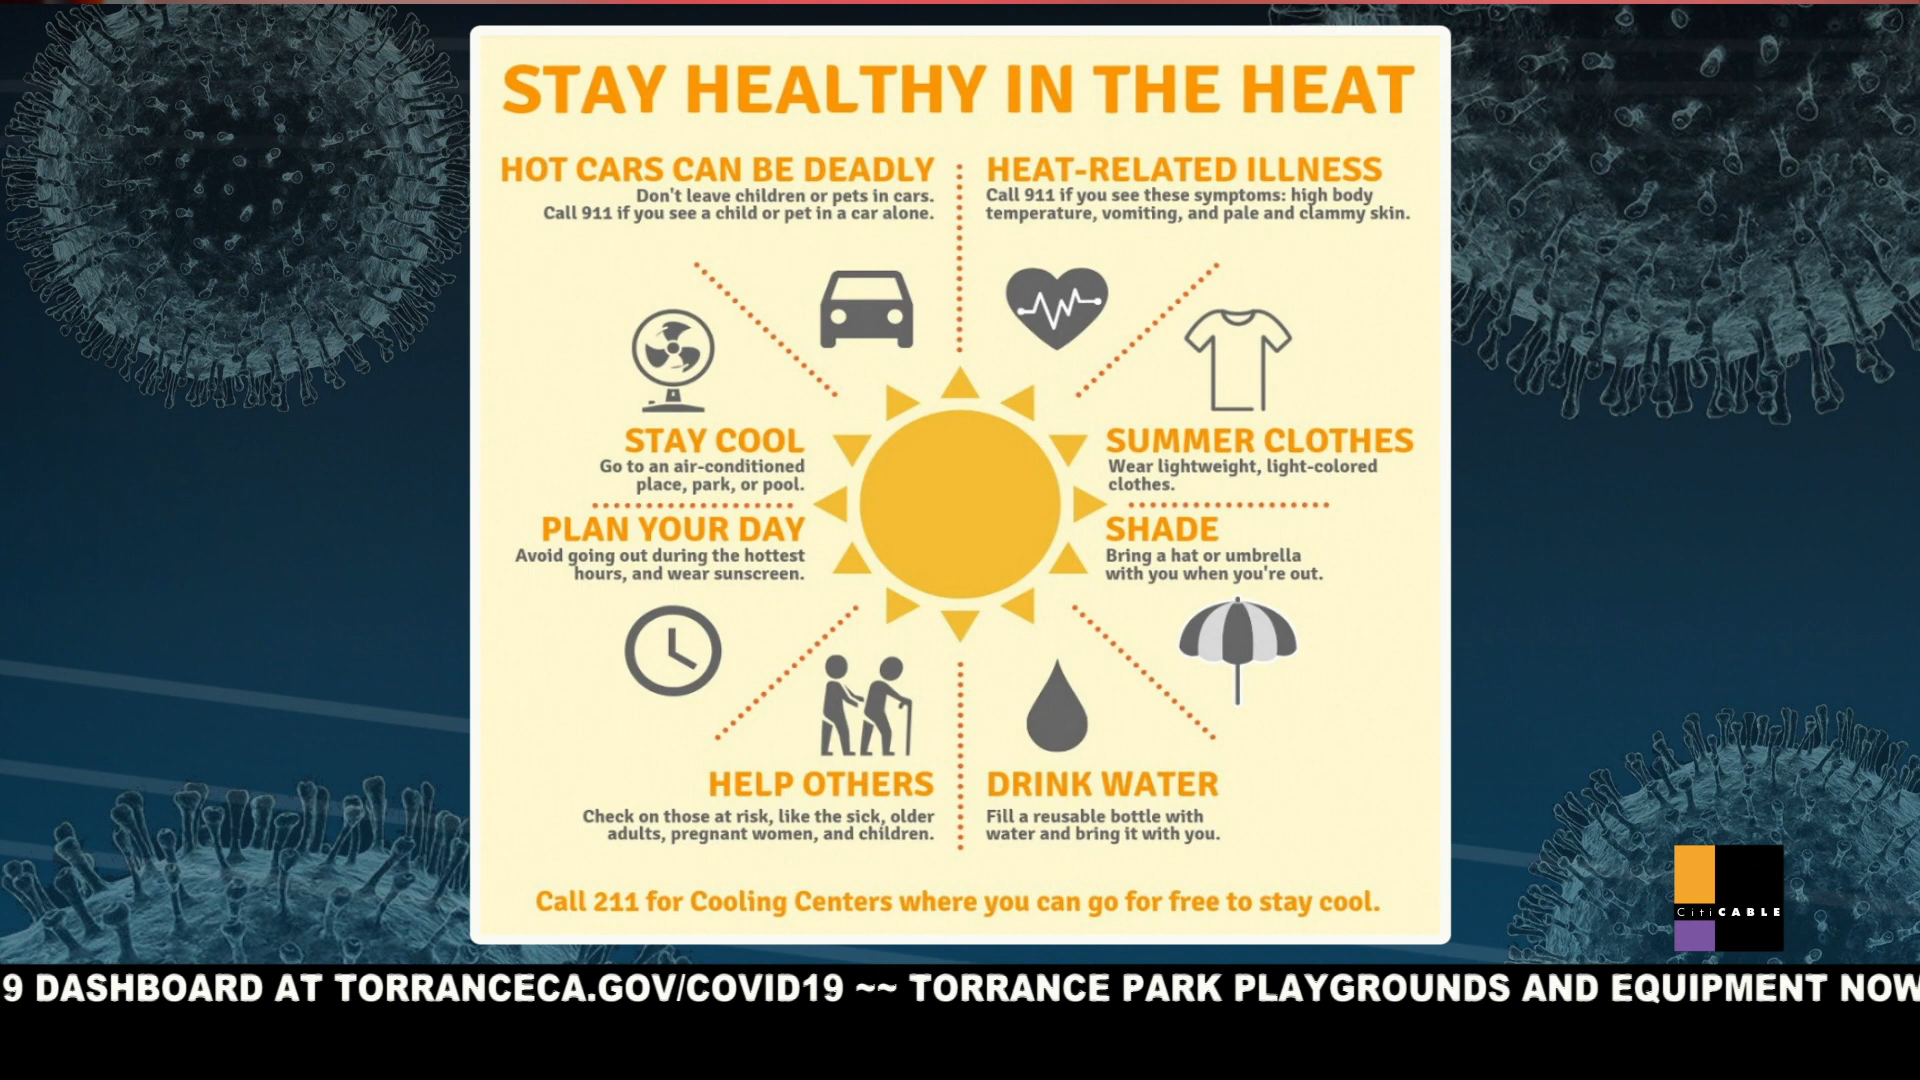 STAY HEALTHY IN THE HEAT
HOT CARS CAN BE DEADLY
Don't leave children or pets in cars.
Call 911 if you see a child or pet in a car alone.
HEAT-RELATED ILLNESS
Call 911 if you see these symptoms: high body
temperature, vomiting, and pale and clammy skin.
STAY COOL
Go to an air-conditioned
place, park, or pool.
SUMMER CLOTHES
Wear lightweight, light-colored
clothes.
PLAN YOUR DAY
Avoid going out during the hottest
hours, and wear sunscreen.
SHADE
Bring a hat or umbrella
with you when you're out.
HELP OTHERS
Check on those at risk, like the sick, older
adults, pregnant women, and children.
DRINK WATER
Fill a reusable bottle with
water and bring it with you.
Call 211 for Cooling Centers where you can go for free to stay cool.
CitiCABLE
9 DASHBOARD AT TORRANCECA.GOV/COVID19 ~~ TORRANCE PARK PLAYGROUNDS AND EQUIPMENT NOW